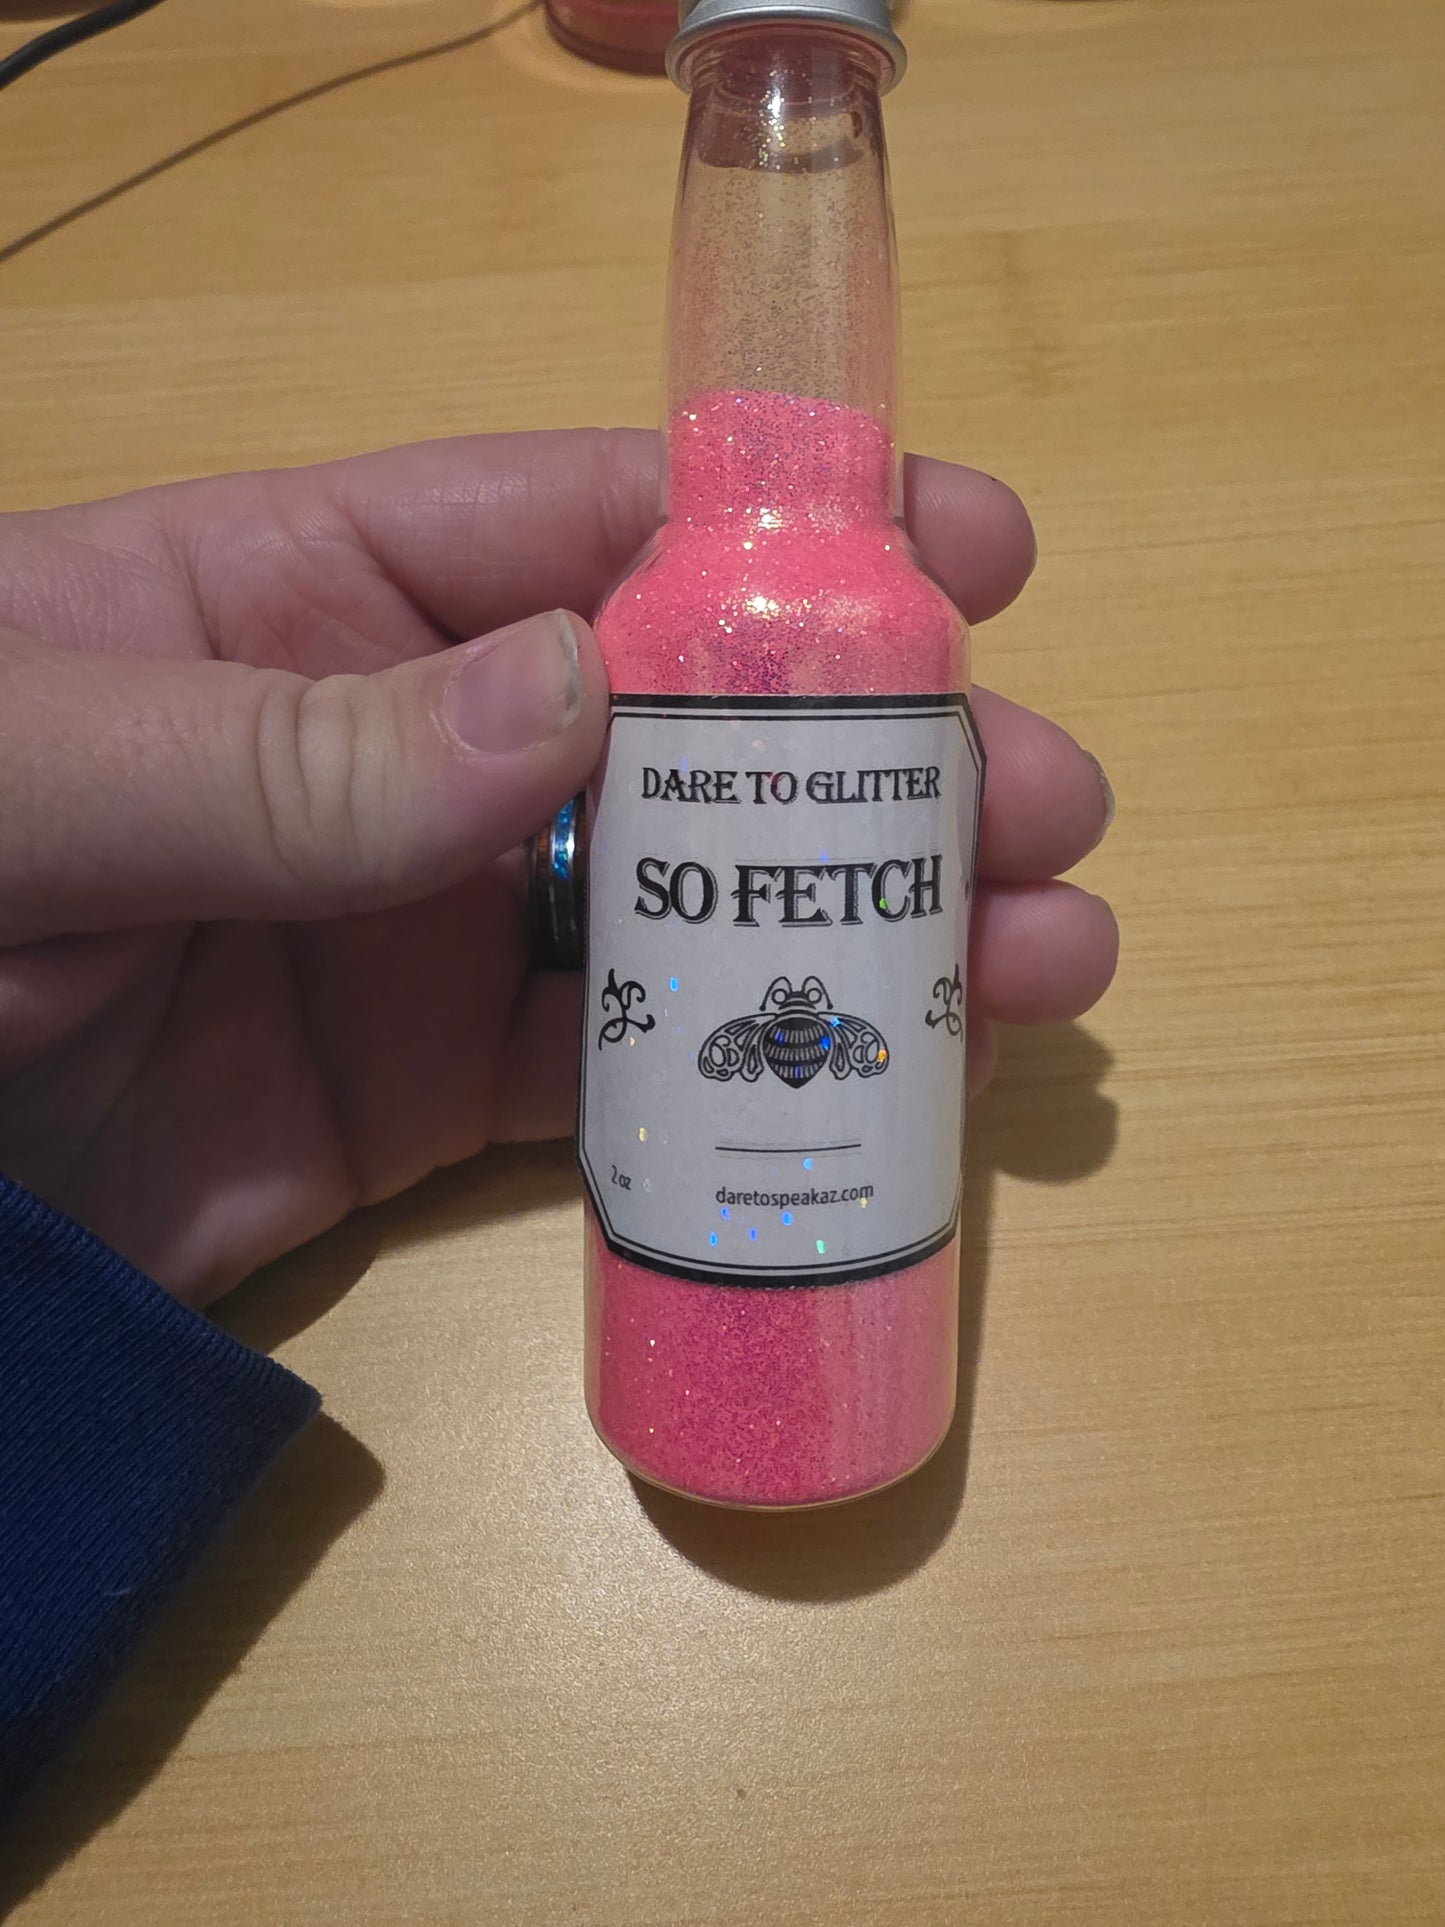 DARE TO GLITTER
SO FETCH
2 oz
daretospeakaz.com